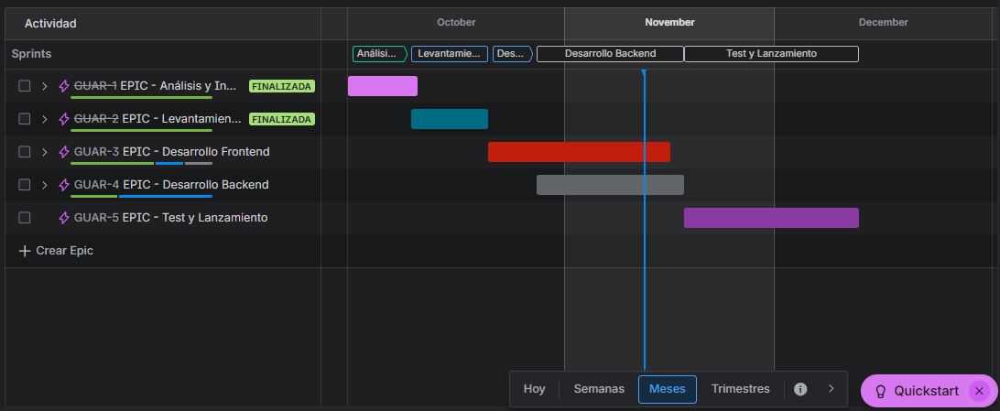 Actividad
October
November
December
Sprints
Análisi...
Levantamie...
Des...
Desarrollo Backend
Test y Lanzamiento
GUAR-1 EPIC - Análisis y In... FINALIZADA
GUAR-2 EPIC - Levantamien... FINALIZADA
GUAR-3 EPIC - Desarrollo Frontend
GUAR-4 EPIC - Desarrollo Backend
GUAR-5 EPIC - Test y Lanzamiento
Crear Epic
Hoy
Semanas
Meses
Trimestres
Quickstart